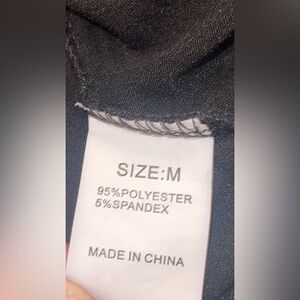 SIZE:M
95%POLYESTER
5%SPANDEX
MADE IN CHINA